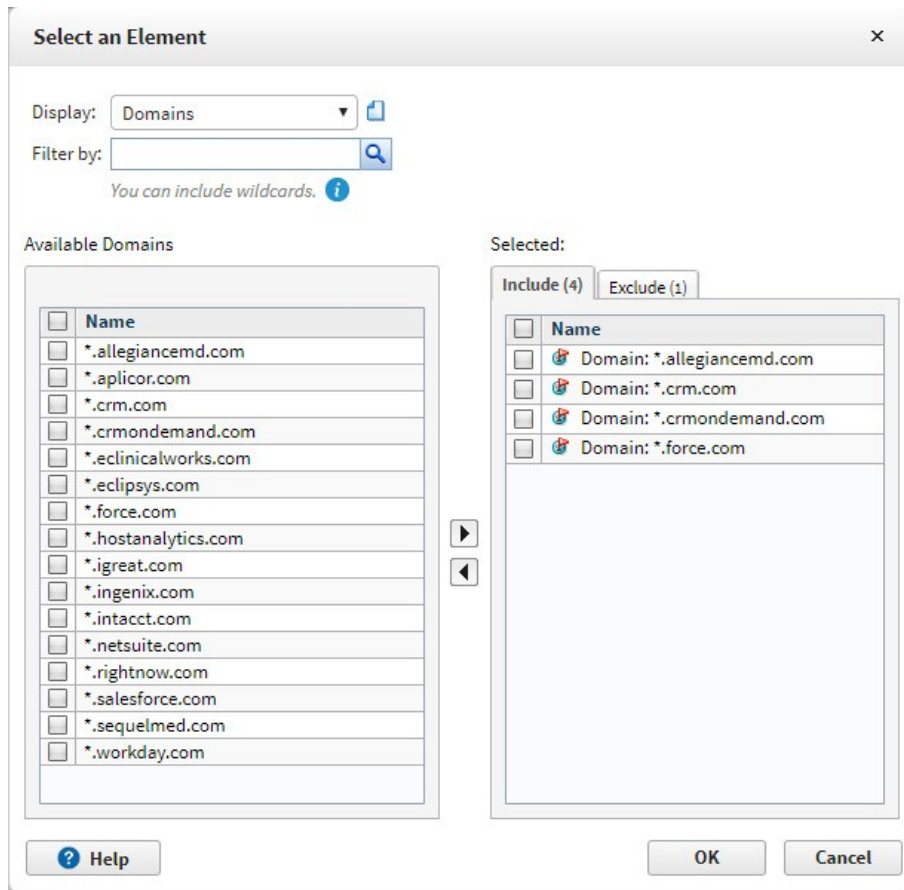 Select an Element
×
Display: Domains
Filter by:
You can include wildcards. i
Available Domains
Name
*.allegiancemd.com
*.aplicor.com
*.crm.com
*.crmondemand.com
*.eclinicalworks.com
*.eclipsys.com
*.force.com
*.hostanalytics.com
*.igreat.com
*.ingenix.com
*.intacct.com
*.netsuite.com
*.rightnow.com
*.salesforce.com
*.sequelmed.com
*.workday.com
Selected:
Include (4) Exclude (1)
Name
Domain: *.allegiancemd.com
Domain: *.crm.com
Domain: *.crmondemand.com
Domain: *.force.com
? Help
OK
Cancel